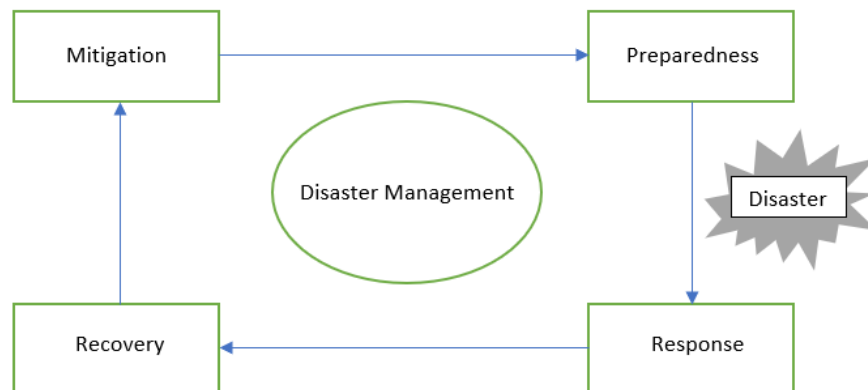 Mitigation
Preparedness
Disaster Management
Disaster
Recovery
Response